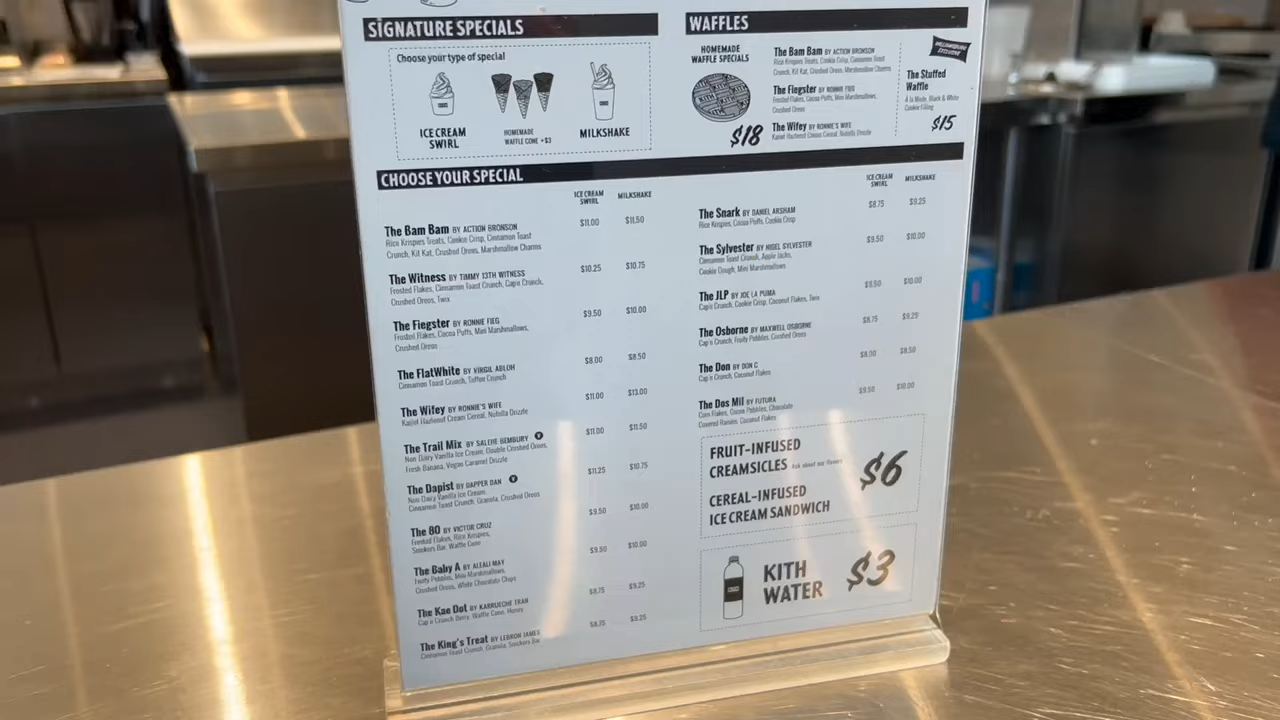 SIGNATURE SPECIALS
Choose your type of special
ICE CREAM
SWIRL
HOMEMADE
WAFFLE CONE +$3
MILKSHAKE
WAFFLES
HOMEMADE
WAFFLE SPECIALS
$18
The Bam Bam BY ACTION BRONSON
Rice Krispies Treats, Cookie Crisp, Cinnamon Toast
Crunch, Kit Kat, Crushed Oreos, Marshmallow Charms
The Fiegster BY RONNIE FIEG
Frosted Flakes, Cocoa Puffs, Mini Marshmallows,
Crushed Oreos
The Wifey BY RONNIE'S WIFE
Kariot Hazlenut Cream Cereal, Nutella Drizzle
WILLIAMSBURG
EXCLUSIVE
The Stuffed
Waffle
A la Mode, Black & White
Cookie Filling
$15
CHOOSE YOUR SPECIAL
ICE CREAM
SWIRL
MILKSHAKE
The Bam Bam BY ACTION BRONSON $11.00 $11.50
Rice Krispies Treats, Cookie Crisp, Cinnamon Toast
Crunch, Kit Kat, Crushed Oreos, Marshmallow Charms
The Witness BY TIMMY 13TH WITNESS $10.25 $10.75
Frosted Flakes, Cinnamon Toast Crunch, Cap'n Crunch,
Crushed Oreos, Twix
The Fiegster BY RONNIE FIEG $9.50 $10.00
Frosted Flakes, Cocoa Puffs, Mini Marshmallows,
Crushed Oreos
The FlatWhite BY VIRGIL ABLOH $8.00 $8.50
Cinnamon Toast Crunch, Toffee Crunch
The Wifey BY RONNIE'S WIFE $11.00 $13.00
Hazlenut Cream Cereal, Nutella Drizzle
The Trail Mix BY SALEHE BEMBURY V $11.00 $11.50
Non Dairy Vanilla Ice Cream, Double Crushed Oreos,
Fresh Banana, Vegan Caramel Drizzle
The Dapist BY DAPPER DAN V $11.25 $10.75
Non Dairy Vanilla Ice Cream,
Cinnamon Toast Crunch, Granola, Crushed Oreos
The 80 BY VICTOR CRUZ $9.50 $10.00
Frosted Flakes, Rice Krispies,
Snickers Bar, Waffle Cone
The Baby A BY ALEALI MAY $9.50 $10.00
Fruity Pebbles, Mini Marshmallows,
Crushed Oreos, White Chocolate Chips
The Kae Dot BY KARRUECHE TRAN $8.75 $9.25
Cap'n Crunch Berry, Waffle Cone, Honey
The King's Treat BY LEBRON JAMES $8.75 $9.25
Cinnamon Toast Crunch, Granola, Snickers Bar
ICE CREAM
SWIRL
MILKSHAKE
The Snark BY DANIEL ARSHAM $8.75 $9.25
Rice Krispies, Cocoa Puffs, Cookie Crisp
The Sylvester BY NIGEL SYLVESTER $9.50 $10.00
Cinnamon Toast Crunch, Apple Jacks,
Cookie Dough, Mini Marshmallows
The JLP BY JOE LA PUMA $9.50 $10.00
Cap'n Crunch, Cookie Crisp, Coconut Flakes, Twix
The Osborne BY MAXWELL OSBORNE $8.75 $9.25
Cap'n Crunch, Fruity Pebbles, Crushed Oreos
The Don BY DON C $8.00 $8.50
Cap'n Crunch, Coconut Flakes
The Dos Mil BY FUTURA $9.50 $10.00
Corn Flakes, Cocoa Pebbles, Chocolate
Covered Raisins, Coconut Flakes
FRUIT-INFUSED
CREAMSICLES Ask about our flavors
$6
CEREAL-INFUSED
ICE CREAM SANDWICH
KITH
WATER
$3